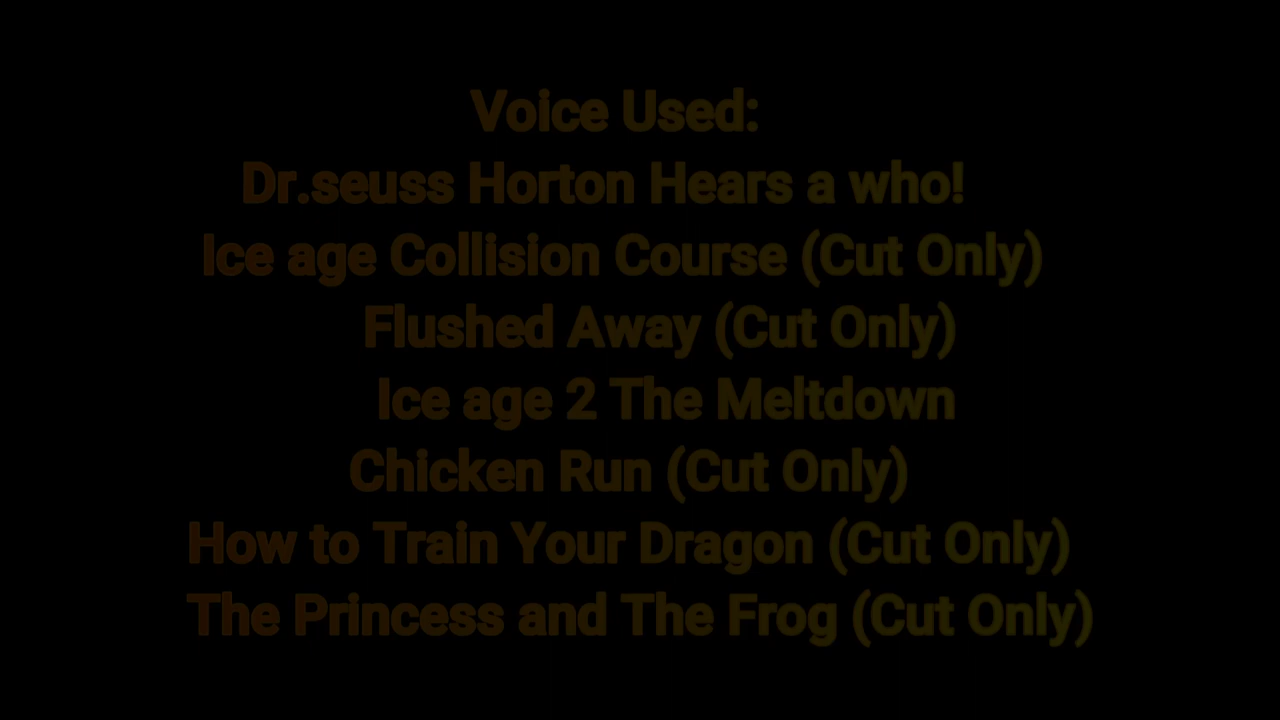 Voice Used:
Dr.seuss Horton Hears a who!
Ice age Collision Course (Cut Only)
Flushed Away (Cut Only)
Ice age 2 The Meltdown
Chicken Run (Cut Only)
How to Train Your Dragon (Cut Only)
The Princess and The Frog (Cut Only)